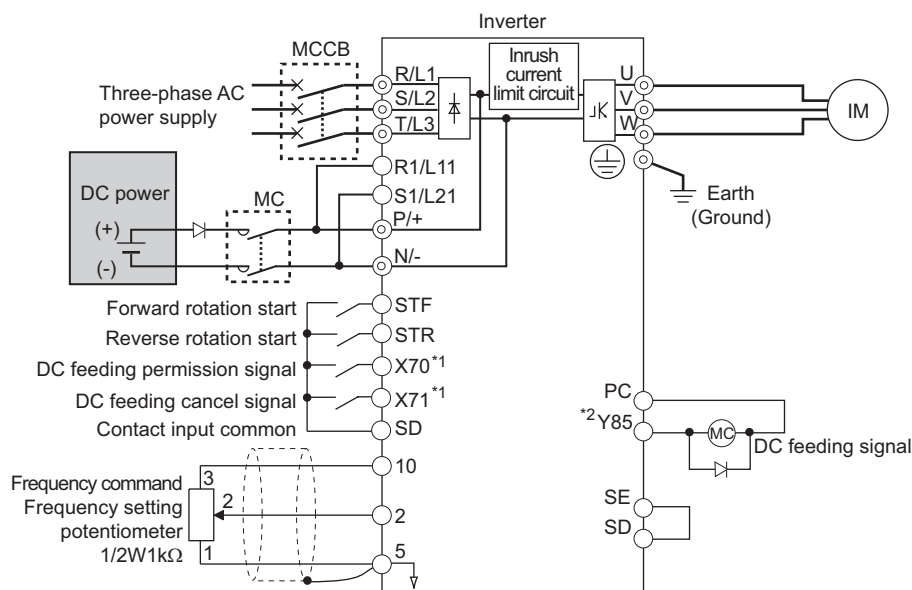 Inverter
MCCB
Three-phase AC
power supply
R/L1
S/L2
T/L3
Inrush
current
limit circuit
U
V
W
IM
R1/L11
S1/L21
DC power
(+)
(-)
MC
P/+
N/-
Earth
(Ground)
Forward rotation start
STF
Reverse rotation start
STR
DC feeding permission signal
X70*1
DC feeding cancel signal
X71*1
Contact input common
SD
PC
*2Y85
MC
DC feeding signal
SE
SD
Frequency command
Frequency setting
potentiometer
1/2W1kΩ
3
2
1
10
2
5